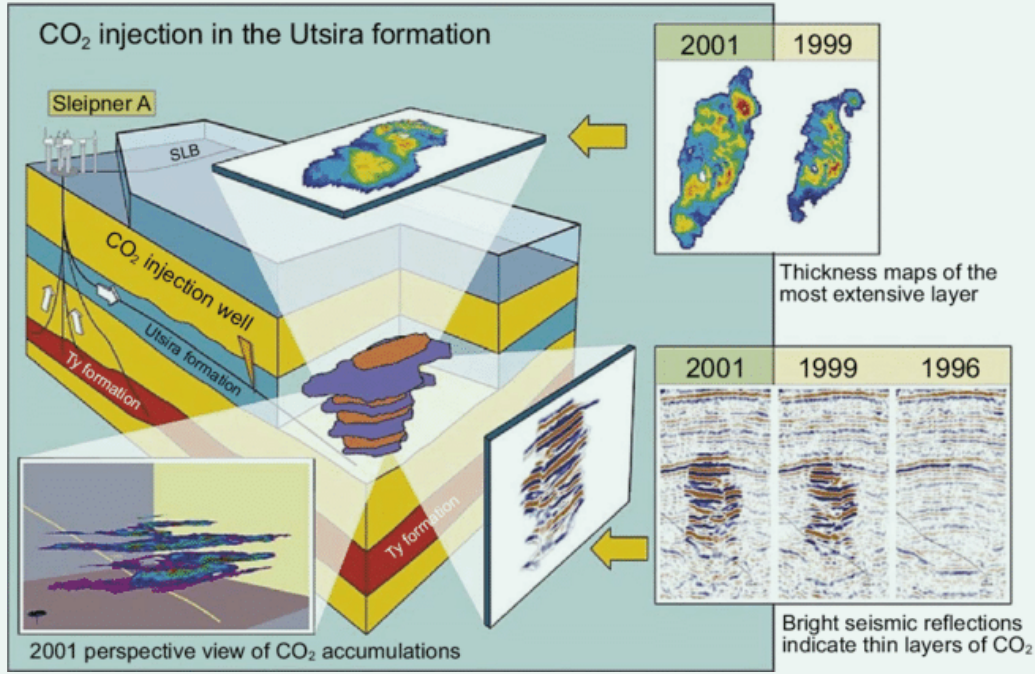 CO₂ injection in the Utsira formation
Sleipner A
SLB
CO₂ injection well
Utsira formation
Ty formation
Ty formation
2001 perspective view of CO₂ accumulations
2001 1999
Thickness maps of the
most extensive layer
2001 1999 1996
Bright seismic reflections
indicate thin layers of CO₂